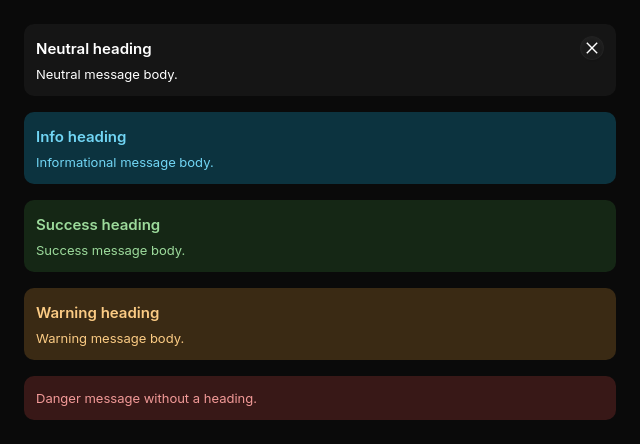 Neutral heading
Neutral message body.
Info heading
Informational message body.
Success heading
Success message body.
Warning heading
Warning message body.
Danger message without a heading.